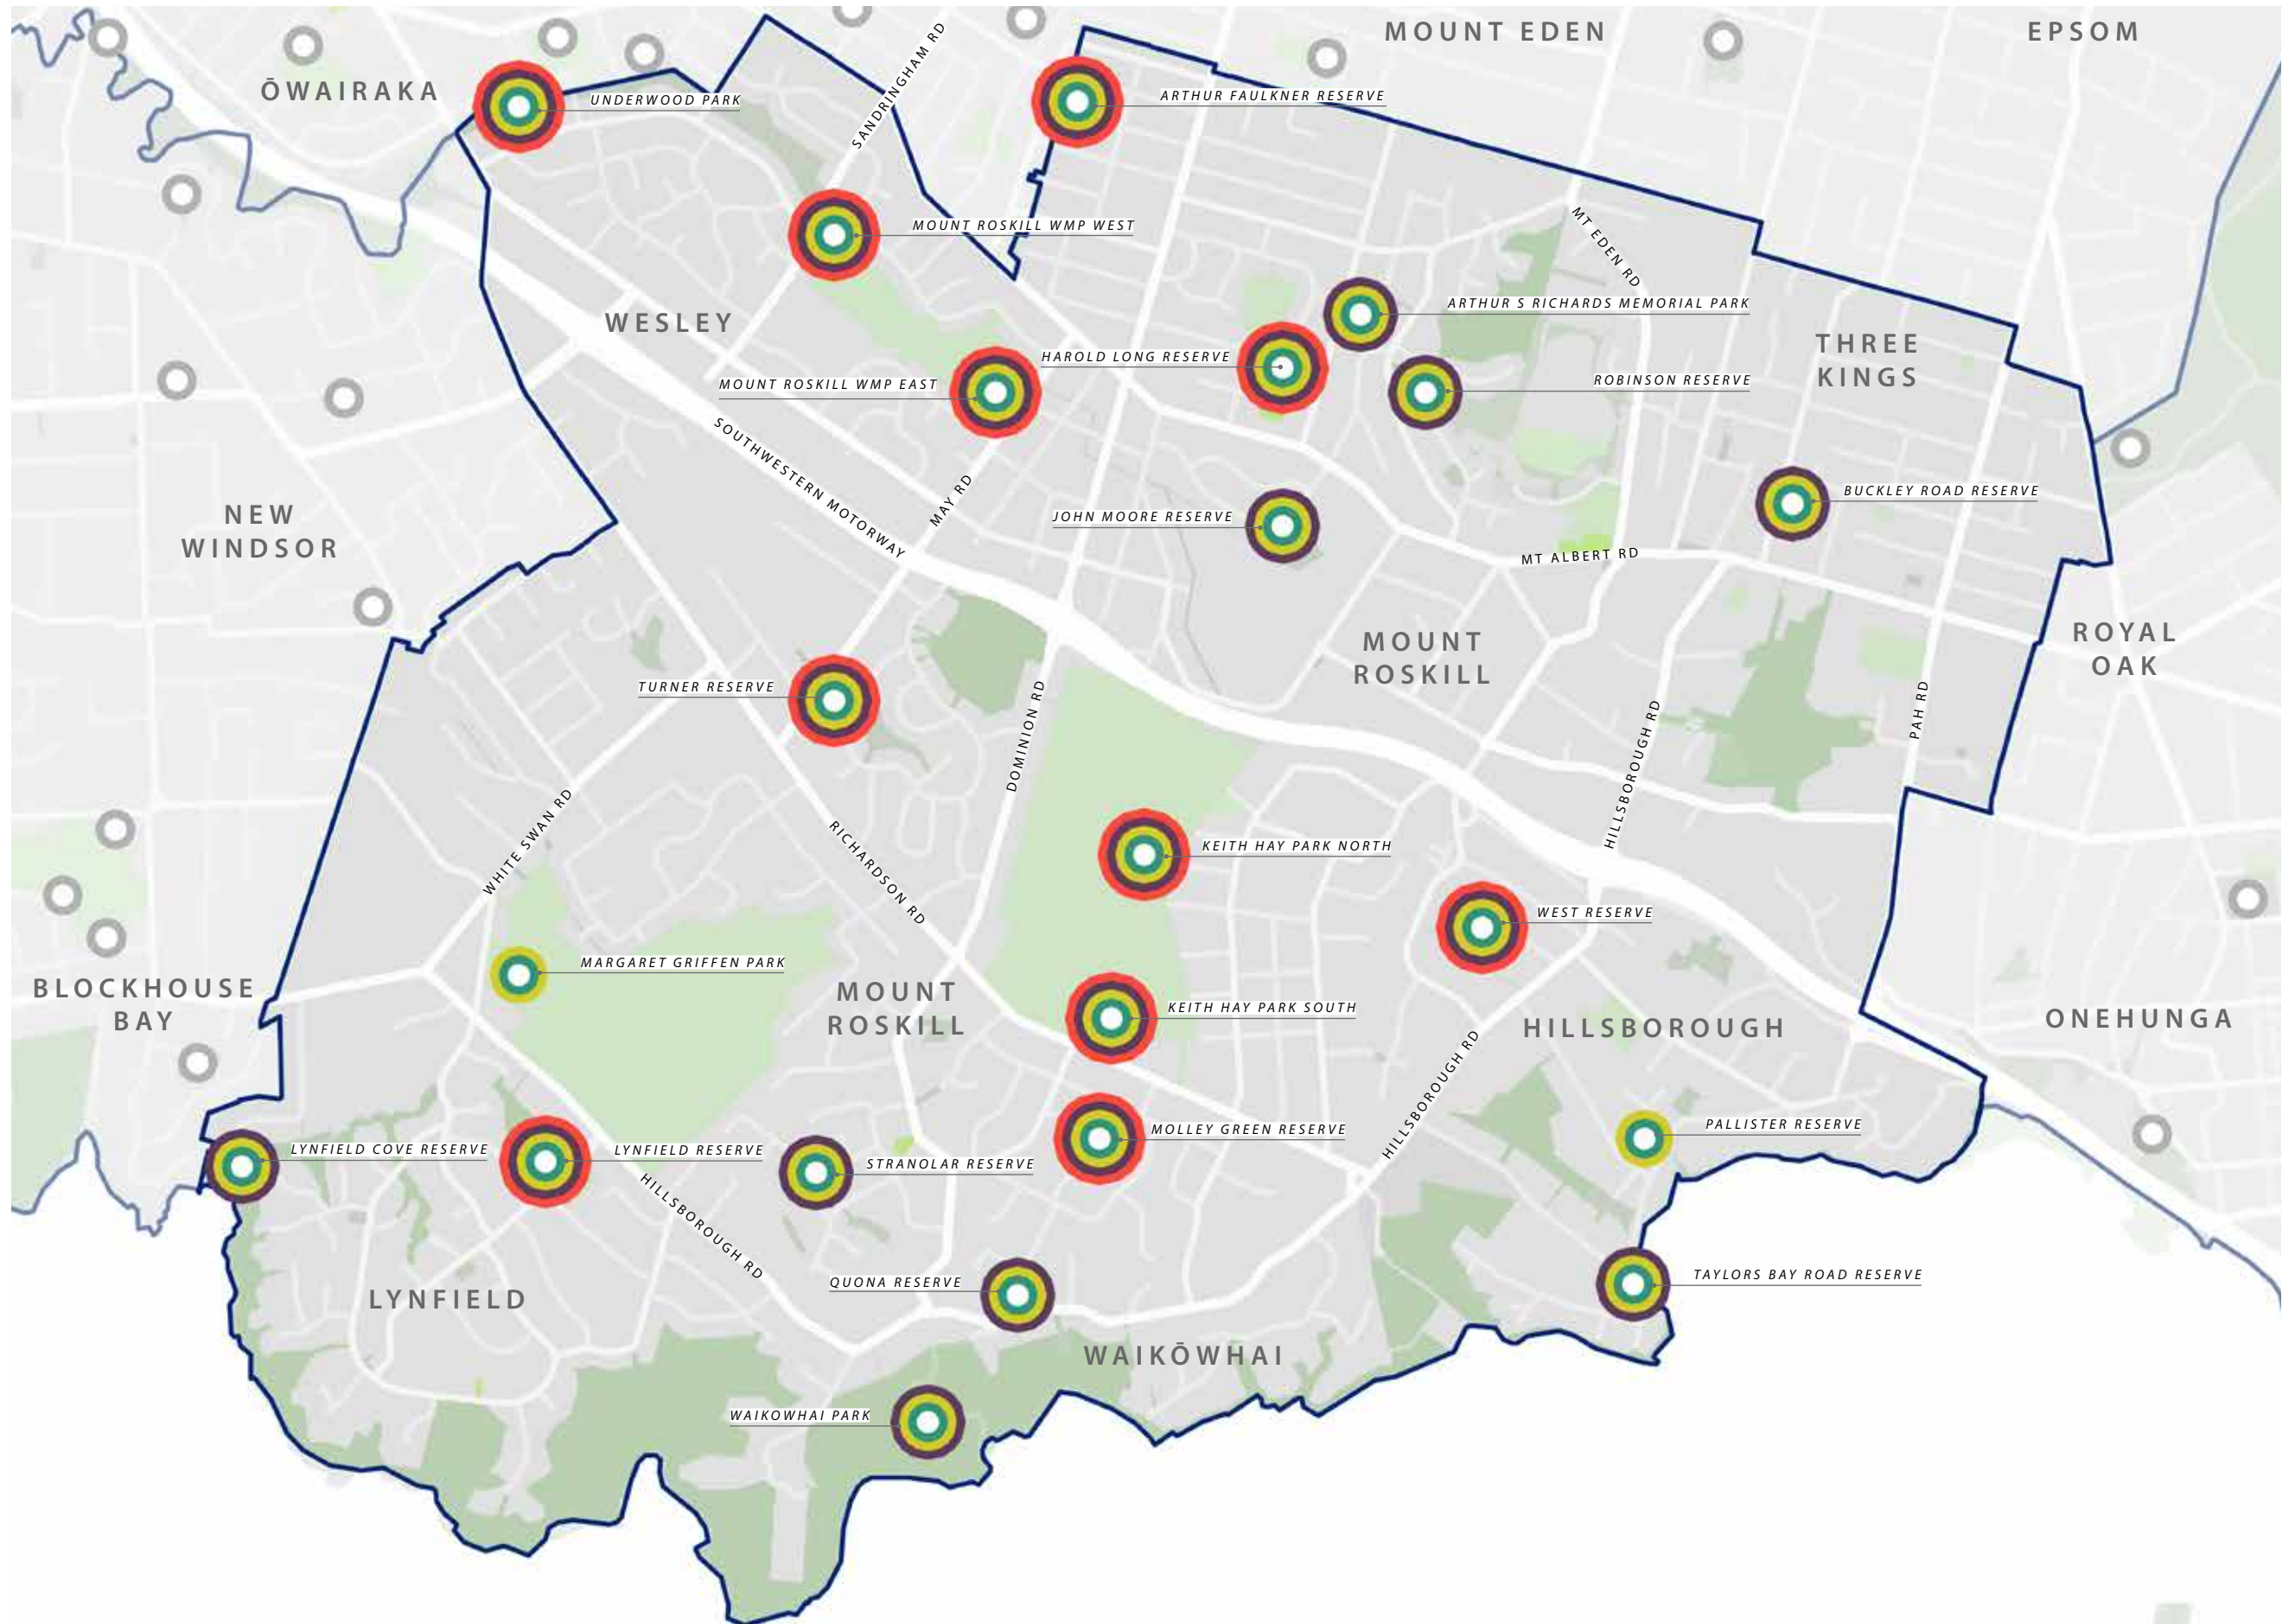 MOUNT EDEN
EPSOM
ŌWAIRAKA
SANDRINGHAM RD
UNDERWOOD PARK
ARTHUR FAULKNER RESERVE
MOUNT ROSKILL WMP WEST
MT EDEN RD
ARTHUR S RICHARDS MEMORIAL PARK
WESLEY
THREE
KINGS
HAROLD LONG RESERVE
MOUNT ROSKILL WMP EAST
ROBINSON RESERVE
SOUTHWESTERN MOTORWAY
MAY RD
BUCKLEY ROAD RESERVE
NEW
WINDSOR
JOHN MOORE RESERVE
MT ALBERT RD
ROYAL
OAK
MOUNT
ROSKILL
TURNER RESERVE
DOMINION RD
HILLSBOROUGH RD
PAH RD
WHITE SWAN RD
RICHARDSON RD
KEITH HAY PARK NORTH
WEST RESERVE
MARGARET GRIFFEN PARK
BLOCKHOUSE
BAY
MOUNT
ROSKILL
KEITH HAY PARK SOUTH
HILLSBOROUGH
ONEHUNGA
HILLSBOROUGH RD
LYNFIELD COVE RESERVE
LYNFIELD RESERVE
STRANOLAR RESERVE
MOLLEY GREEN RESERVE
PALLISTER RESERVE
HILLSBOROUGH RD
QUONA RESERVE
TAYLORS BAY ROAD RESERVE
LYNFIELD
WAIKŌWHAI
WAIKOWHAI PARK